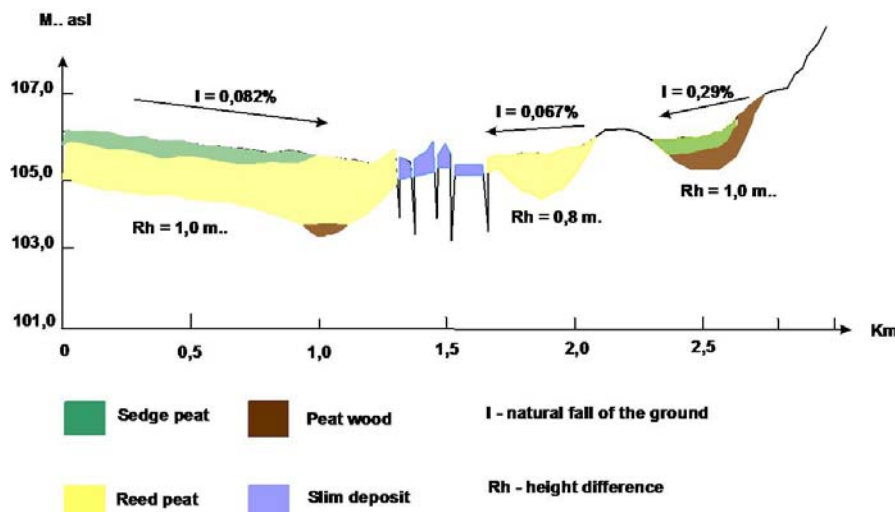 M.. asl
107,0
I = 0,082%
I = 0,067%
I = 0,29%
105,0
Rh = 1,0 m..
Rh = 0,8 m.
Rh = 1,0 m..
103,0
101,0
0
0,5
1,0
1,5
2,0
2,5
Km
Sedge peat
Peat wood
I - natural fall of the ground
Reed peat
Slim deposit
Rh - height difference